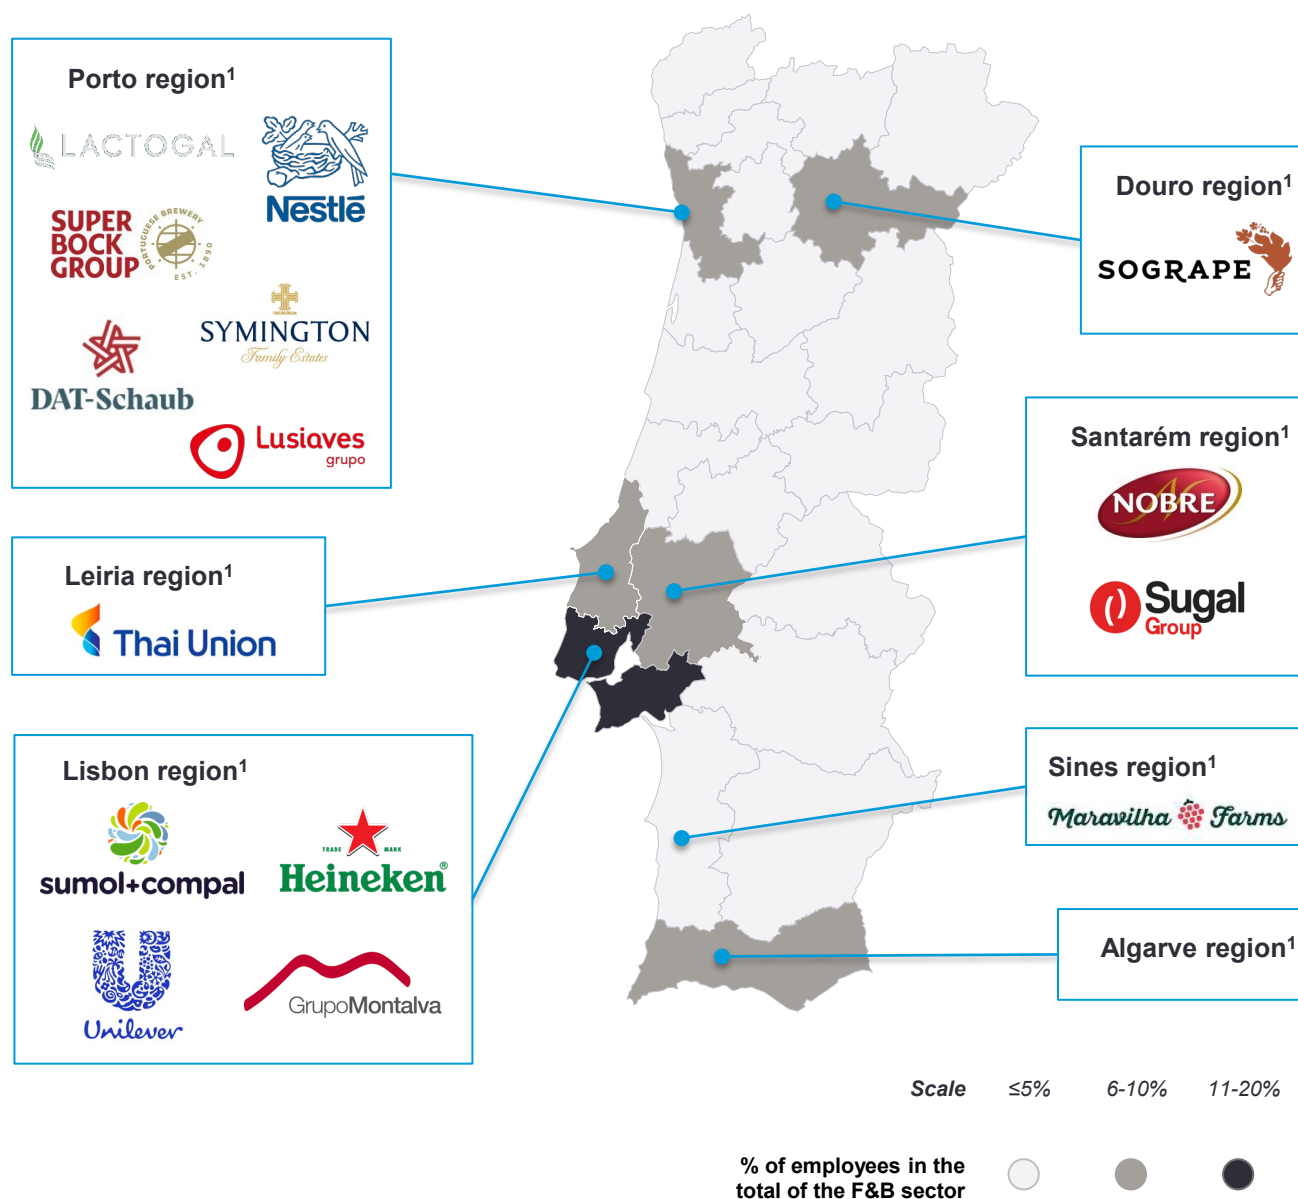 Porto region¹
LACTOGAL
Nestlé
SUPER
BOCK
GROUP
PORTUGUESE BREWERY
EST. 1890
SYMINGTON
Family Estates
DAT-Schaub
Lusiaves
grupo
Douro region¹
SOGRAPE
Santarém region¹
NOBRE
Sugal
Group
Leiria region¹
Thai Union
Lisbon region¹
sumol+compal
TRADE MARK
Heineken®
Unilever
GrupoMontalva
Sines region¹
Maravilha Farms
Algarve region¹
Scale ≤5% 6-10% 11-20%
% of employees in the
total of the F&B sector